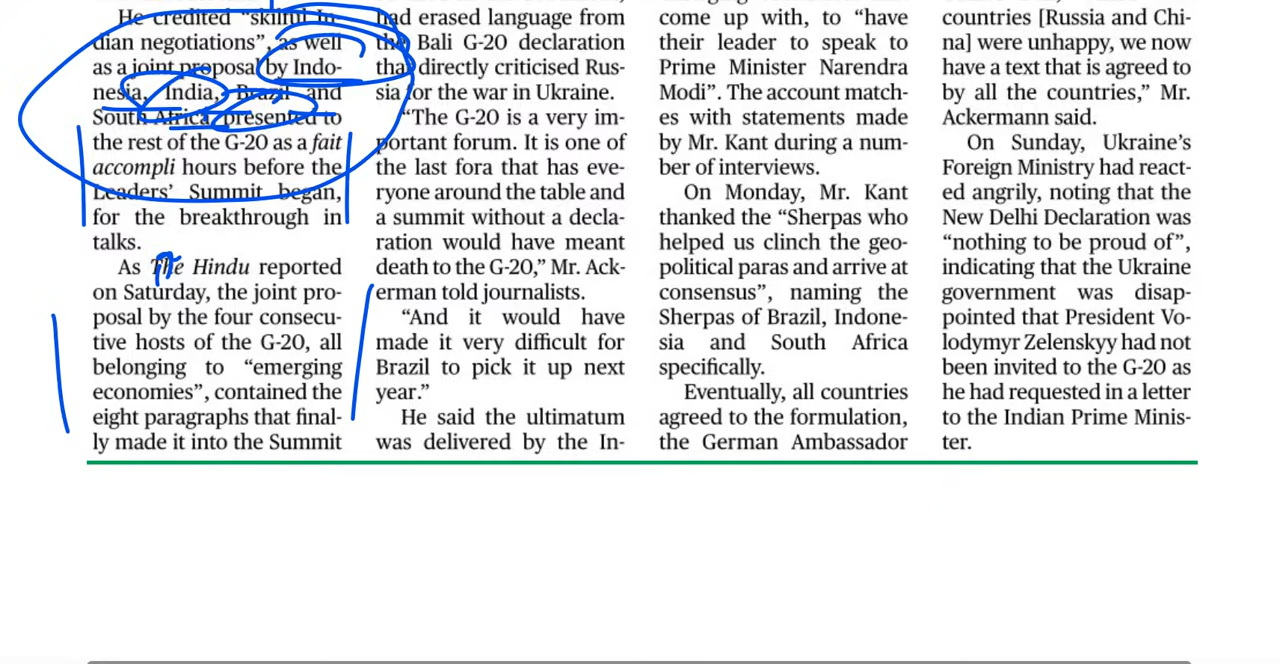 He credited "skilful In-
dian negotiations", as well
as a joint proposal by Indo-
nesia, India, Brazil and
South Africa presented to
the rest of the G-20 as a fait
accompli hours before the
Leaders' Summit began,
for the breakthrough in
talks.
As The Hindu reported
on Saturday, the joint pro-
posal by the four consecu-
tive hosts of the G-20, all
belonging to "emerging
economies", contained the
eight paragraphs that final-
ly made it into the Summit
had erased language from
the Bali G-20 declaration
that directly criticised Rus-
sia for the war in Ukraine.
"The G-20 is a very im-
portant forum. It is one of
the last fora that has eve-
ryone around the table and
a summit without a decla-
ration would have meant
death to the G-20," Mr. Ack-
erman told journalists.
"And it would have
made it very difficult for
Brazil to pick it up next
year."
He said the ultimatum
was delivered by the In-
come up with, to "have
their leader to speak to
Prime Minister Narendra
Modi". The account match-
es with statements made
by Mr. Kant during a num-
ber of interviews.
On Monday, Mr. Kant
thanked the "Sherpas who
helped us clinch the geo-
political paras and arrive at
consensus", naming the
Sherpas of Brazil, Indone-
sia and South Africa
specifically.
Eventually, all countries
agreed to the formulation,
the German Ambassador
countries [Russia and Chi-
na] were unhappy, we now
have a text that is agreed to
by all the countries," Mr.
Ackermann said.
On Sunday, Ukraine's
Foreign Ministry had react-
ed angrily, noting that the
New Delhi Declaration was
"nothing to be proud of",
indicating that the Ukraine
government was disap-
pointed that President Vo-
lodymyr Zelenskyy had not
been invited to the G-20 as
he had requested in a letter
to the Indian Prime Minis-
ter.